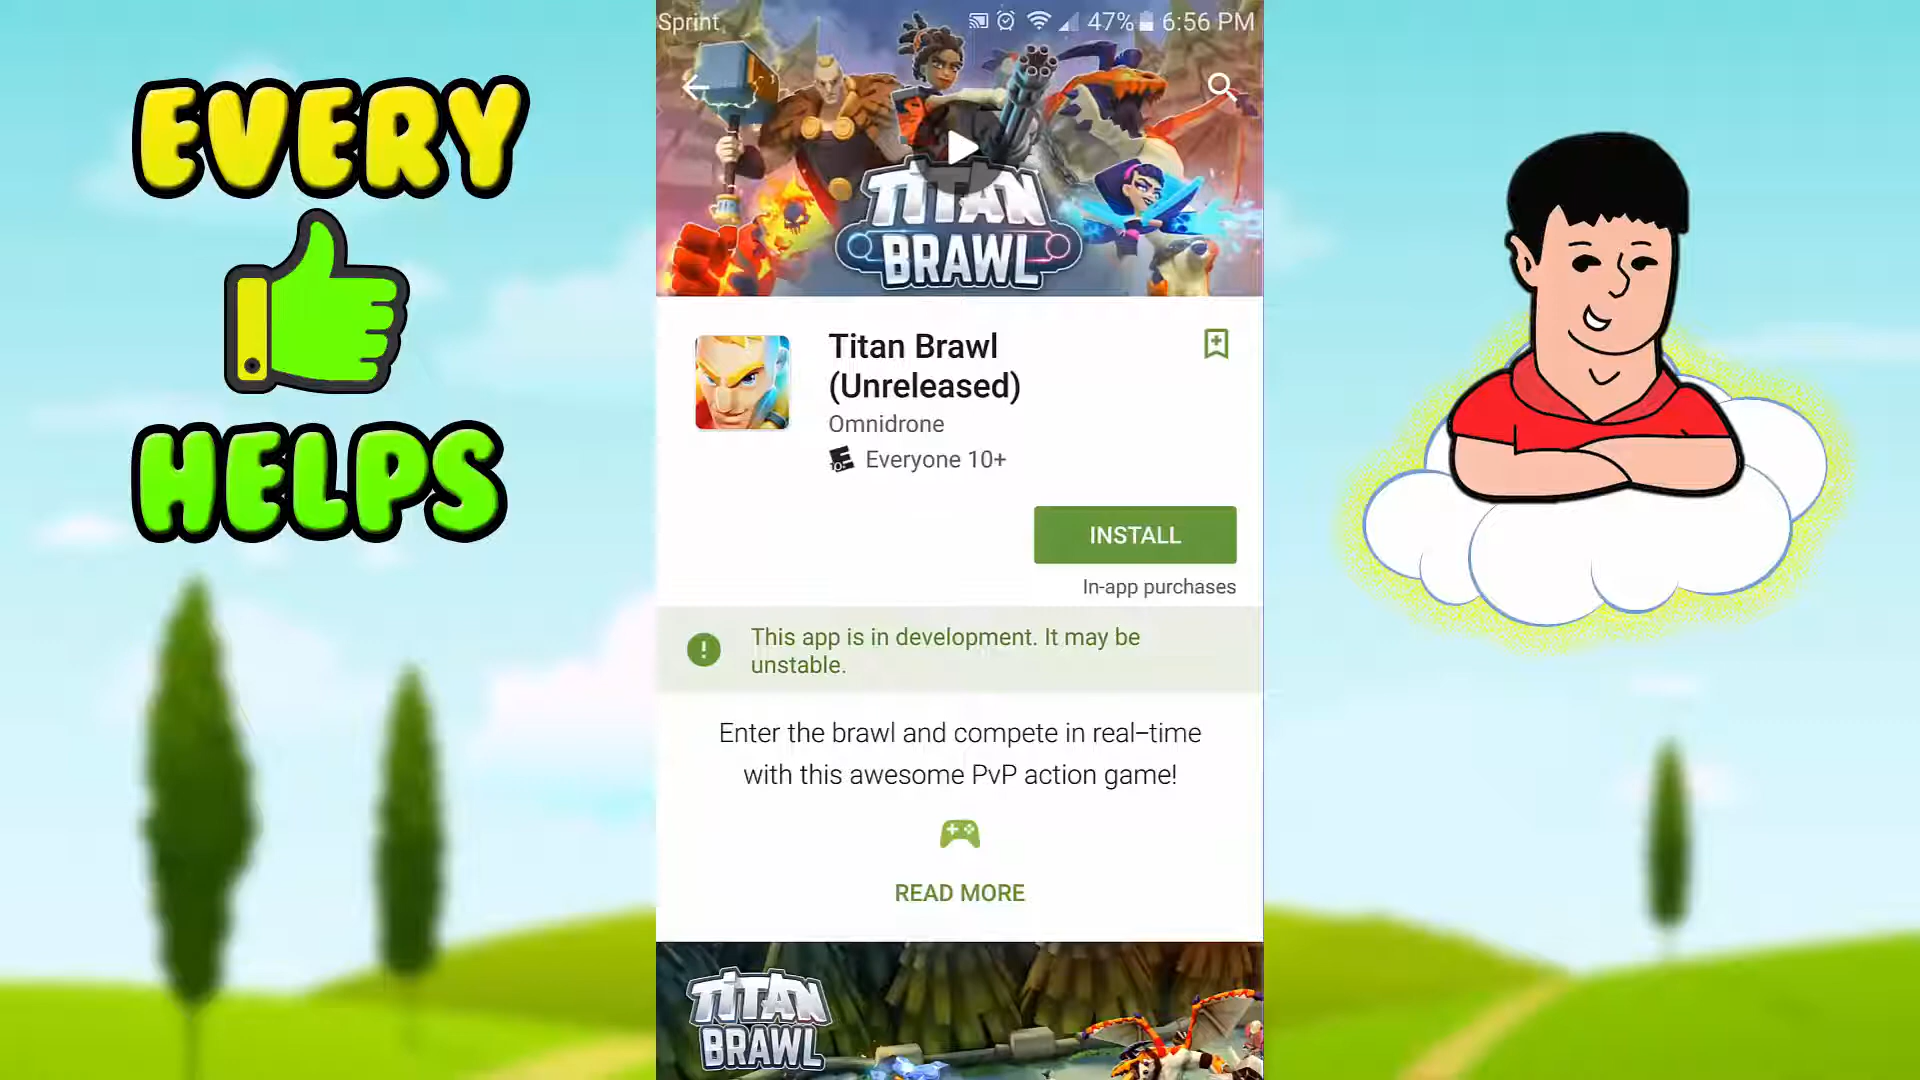 EVERY
HELPS
Sprint 47% 6:56 PM
TITAN
BRAWL
Titan Brawl
(Unreleased)
Omnidrone
Everyone 10+
INSTALL
In-app purchases
This app is in development. It may be
unstable.
Enter the brawl and compete in real-time
with this awesome PvP action game!
READ MORE
TITAN
BRAWL